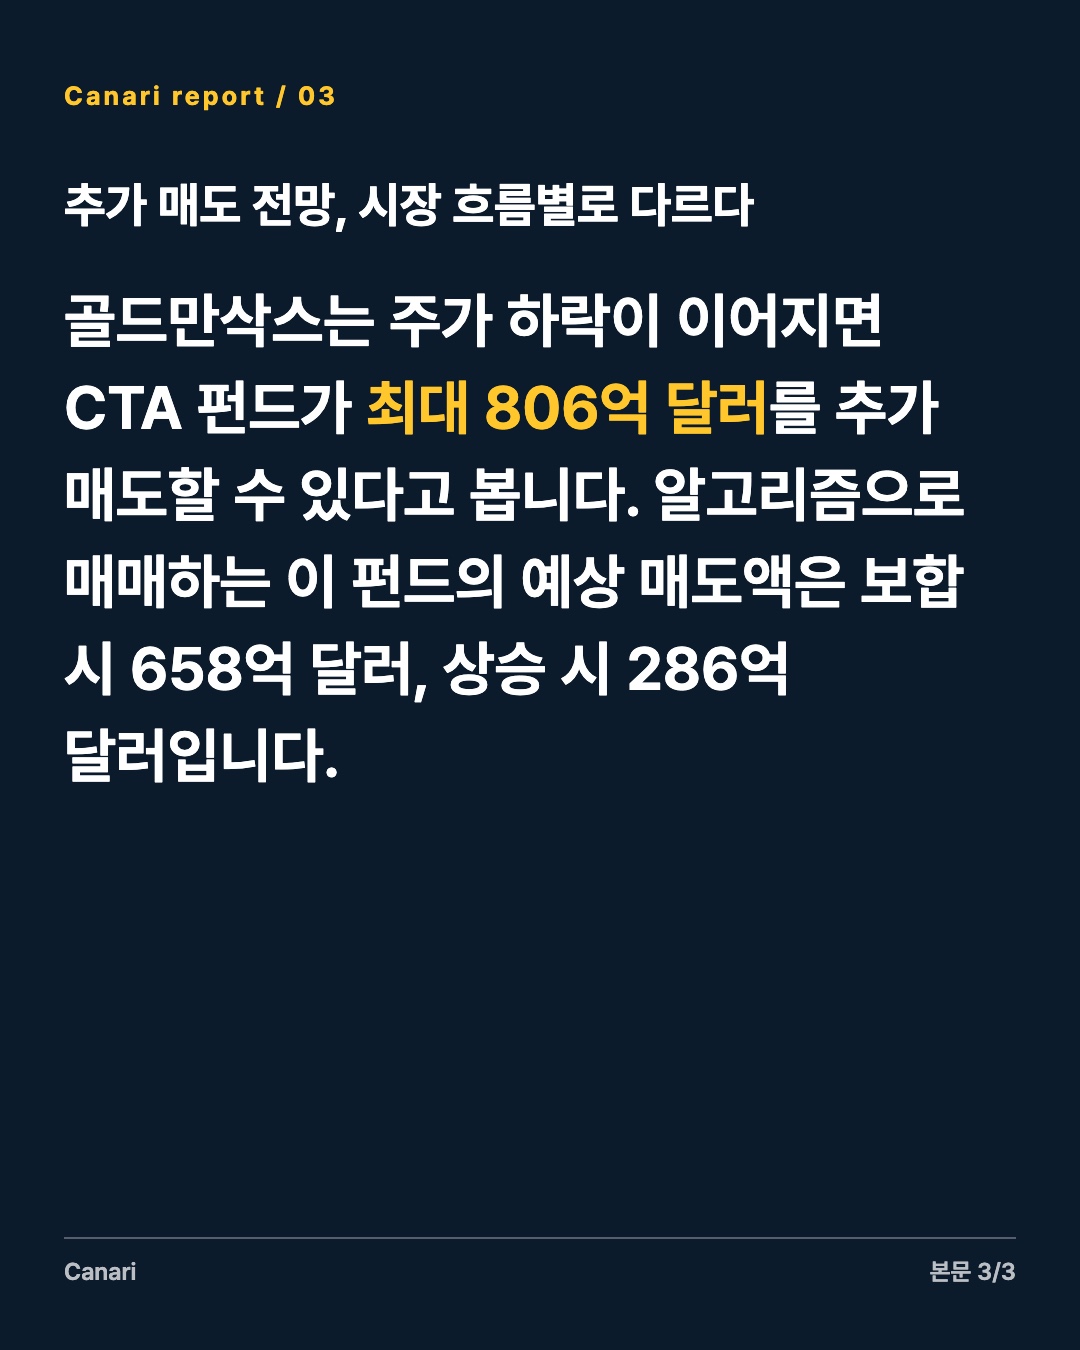 Canari report / 03
추가 매도 전망, 시장 흐름별로 다르다
골드만삭스는 주가 하락이 이어지면
CTA 펀드가 최대 806억 달러를 추가
매도할 수 있다고 봅니다. 알고리즘으로
매매하는 이 펀드의 예상 매도액은 보합
시 658억 달러, 상승 시 286억
달러입니다.
Canari
본문 3/3